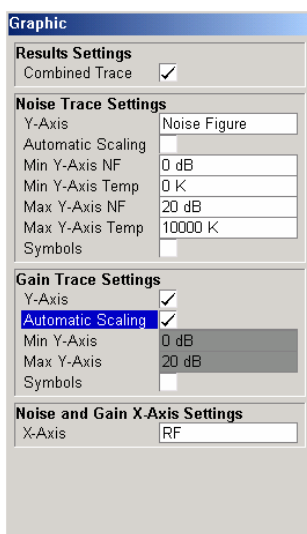 Graphic
Results Settings
Combined Trace
Noise Trace Settings
Y-Axis Noise Figure
Automatic Scaling
Min Y-Axis NF 0 dB
Min Y-Axis Temp 0 K
Max Y-Axis NF 20 dB
Max Y-Axis Temp 10000 K
Symbols
Gain Trace Settings
Y-Axis
Automatic Scaling
Min Y-Axis 0 dB
Max Y-Axis 20 dB
Symbols
Noise and Gain X-Axis Settings
X-Axis RF